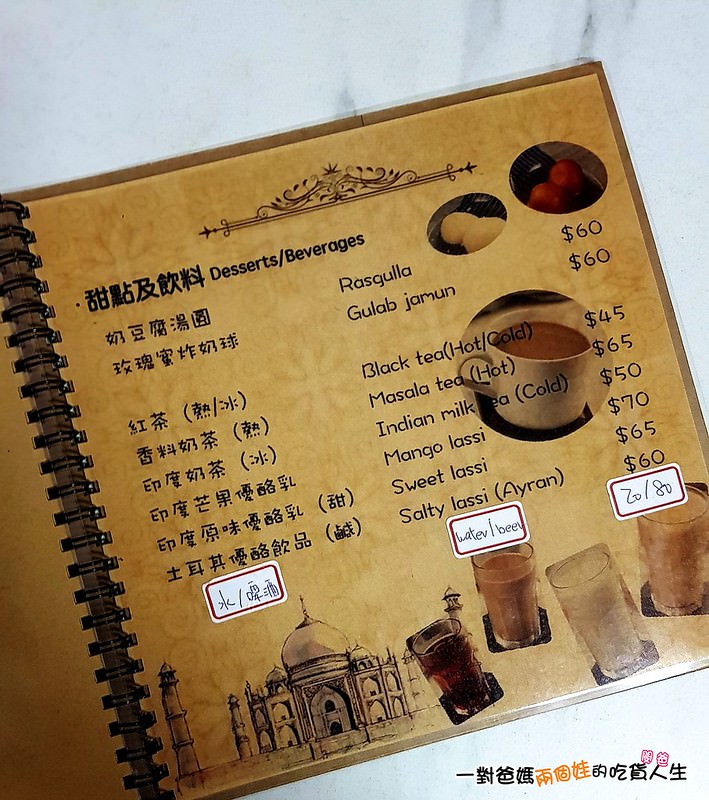 甜點及飲料 Desserts/Beverages
奶豆腐湯圓 Rasgulla $60
玫瑰蜜炸奶球 Gulab jamun $60
紅茶 (熱/冰) Black tea(Hot/Cold) $45
香料奶茶 (熱) Masala tea (Hot) $65
印度奶茶 (冰) Indian milk tea (Cold) $50
印度芒果優酪乳 Mango lassi $70
印度原味優酪乳 (甜) Sweet lassi $65
土耳其優酪飲品 (鹹) Salty lassi (Ayran) $60
水/啤酒 water/beer 20/80
一對爸媽兩個娃的吃貨人生
閱爸